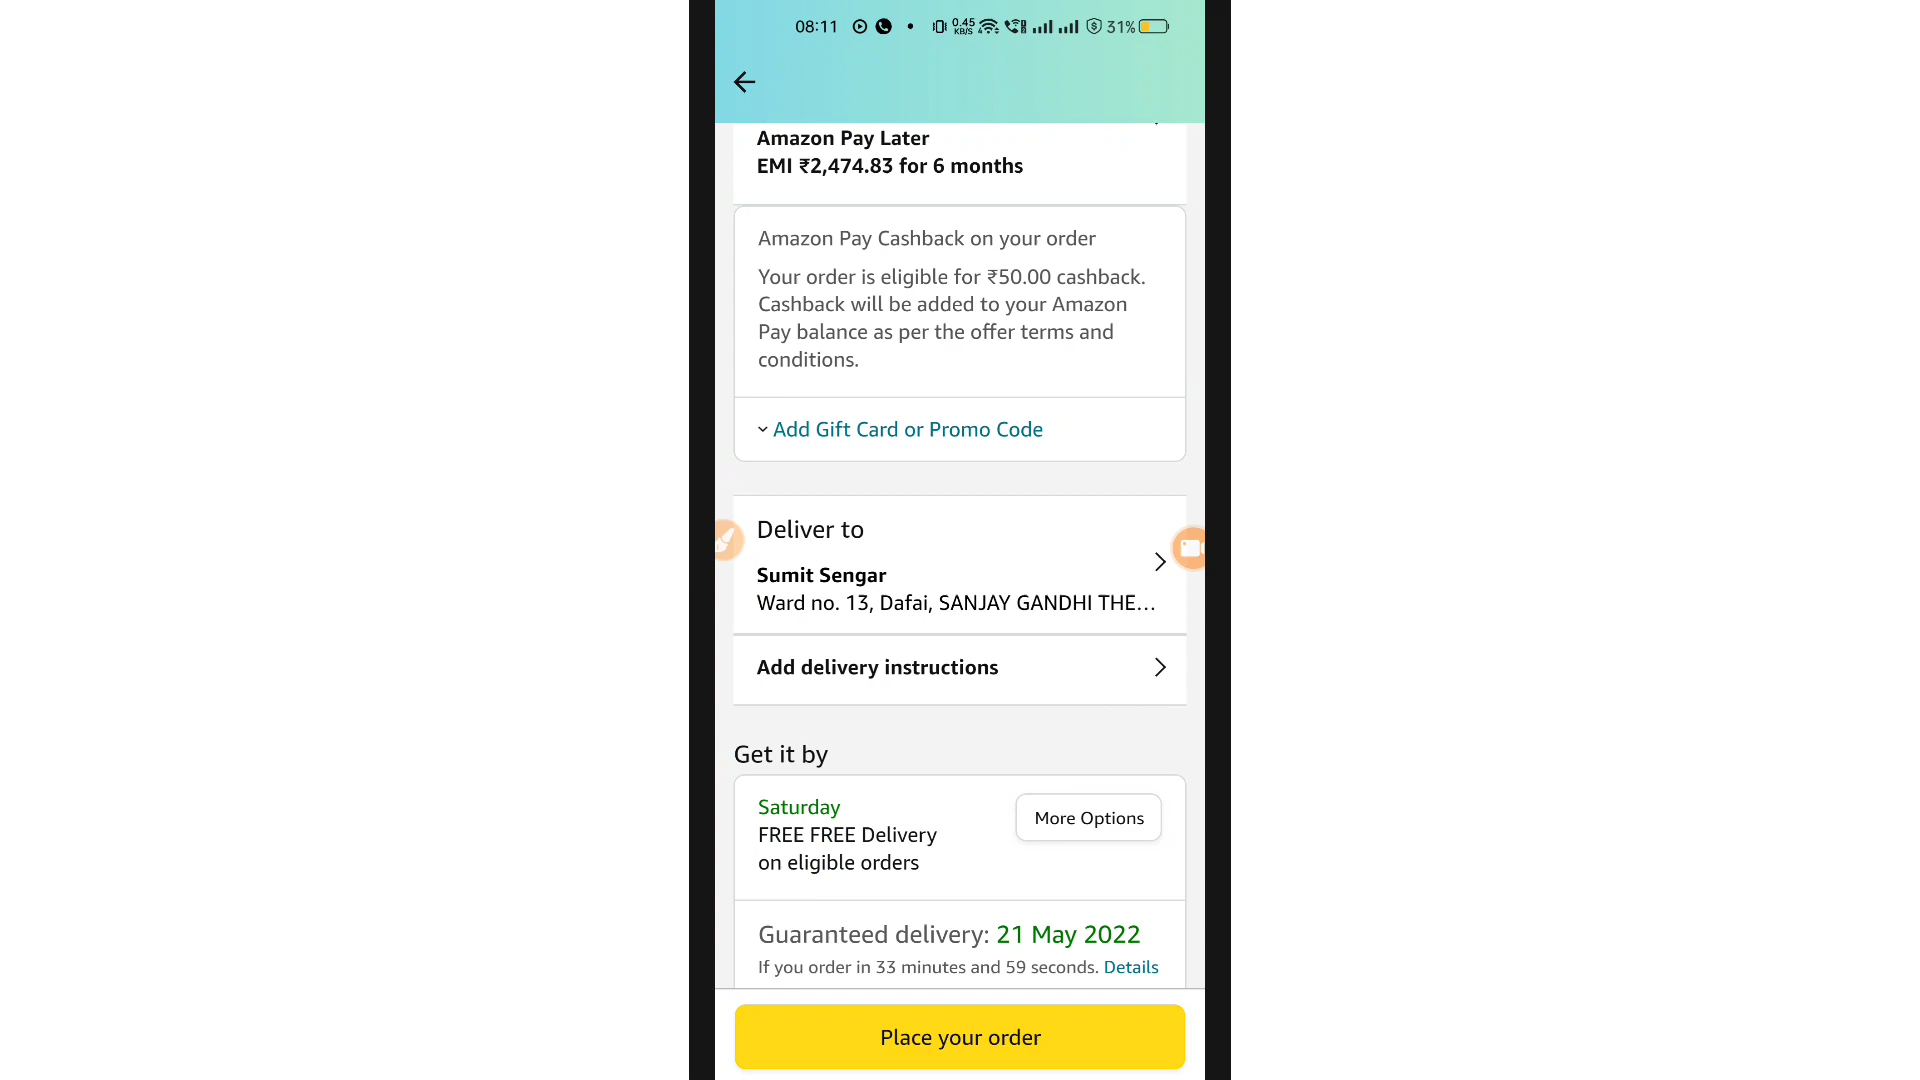 08:11 0.45 KB/S 31%
Amazon Pay Later
EMI ₹2,474.83 for 6 months
Amazon Pay Cashback on your order
Your order is eligible for ₹50.00 cashback.
Cashback will be added to your Amazon
Pay balance as per the offer terms and
conditions.
Add Gift Card or Promo Code
Deliver to
Sumit Sengar
Ward no. 13, Dafai, SANJAY GANDHI THE...
Add delivery instructions
Get it by
Saturday
FREE FREE Delivery
on eligible orders
More Options
Guaranteed delivery: 21 May 2022
If you order in 33 minutes and 59 seconds. Details
Place your order